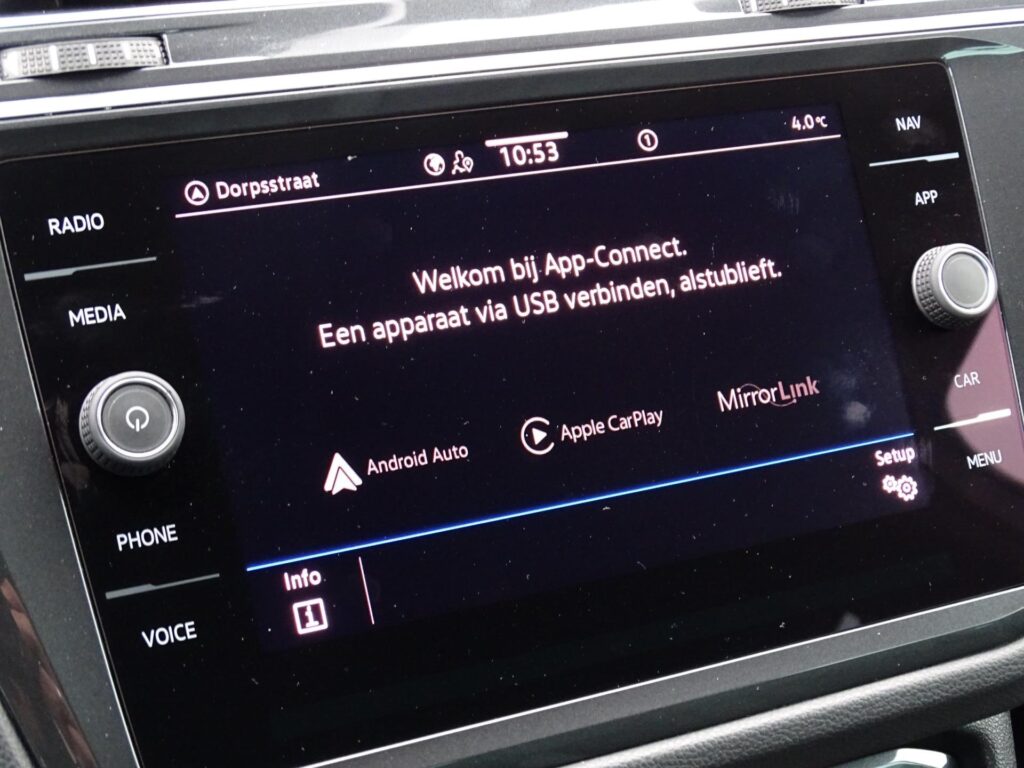 Dorpsstraat
10:53
1
4.0°C
NAV
APP
RADIO
MEDIA
Welkom bij App-Connect.
Een apparaat via USB verbinden, alstublieft.
Android Auto
Apple CarPlay
MirrorLink
CAR
MENU
Setup
PHONE
VOICE
Info
i